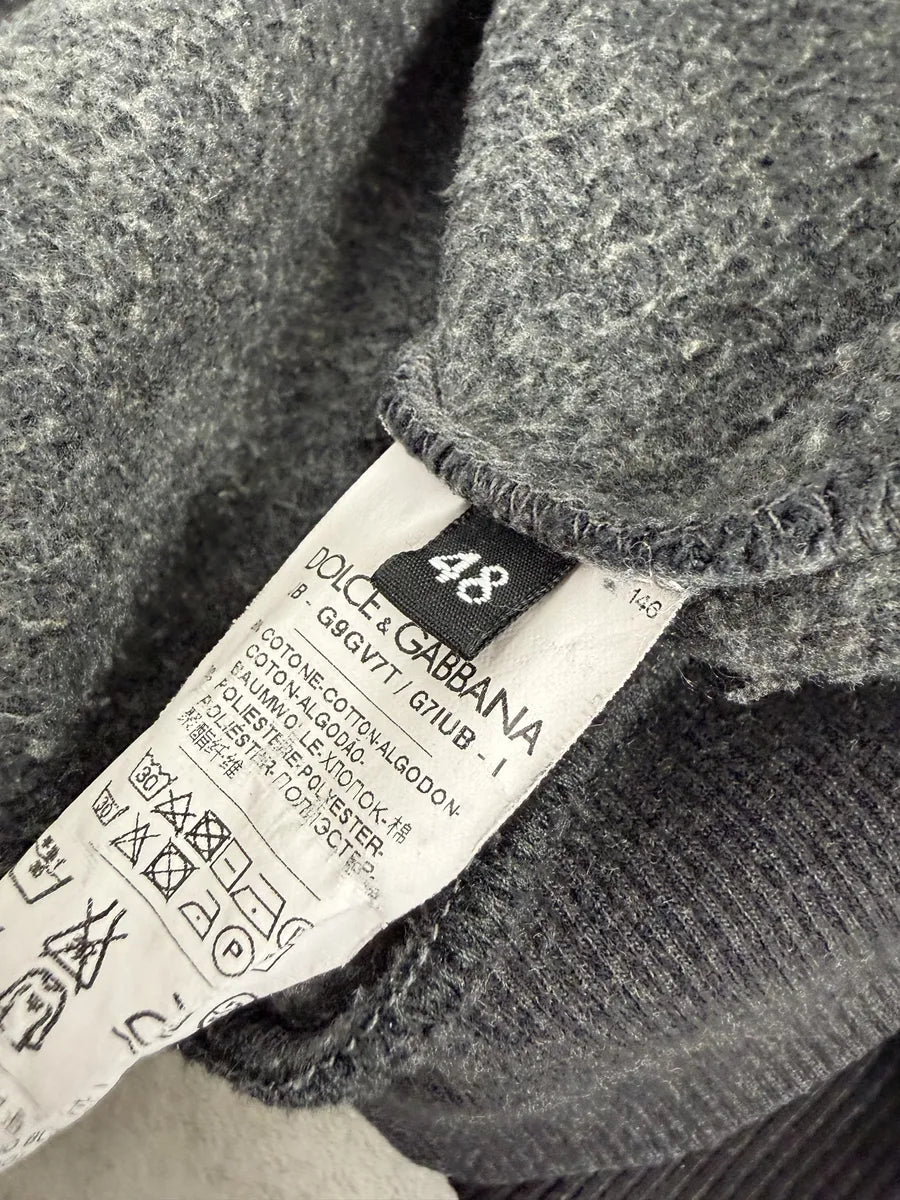 48
146
DOLCE & GABBANA
G9GV7T / G7IUB - I
COTONE-COTTON-ALGODON-
COTON-ALGODÃO-
BAUMWOLLE-ХЛОПОК-棉
POLIESTERE-POLYESTER-
POLIESTER-ПОЛИЭСТЕР-
聚酯纤维
30
30
P